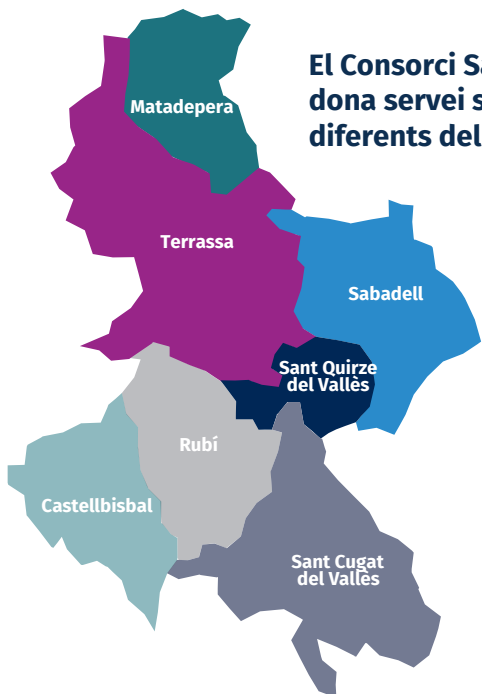 El Consorci Sa
dona servei s
diferents del
Matadepera
Terrassa
Sabadell
Sant Quirze
del Vallès
Rubí
Castellbisbal
Sant Cugat
del Vallès